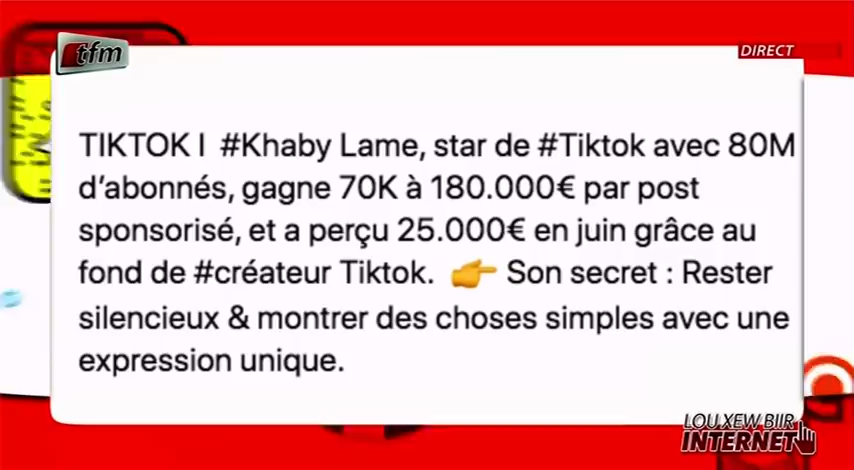 tfm
DIRECT
TIKTOK I #Khaby Lame, star de #Tiktok avec 80M
d’abonnés, gagne 70K à 180.000€ par post
sponsorisé, et a perçu 25.000€ en juin grâce au
fond de #créateur Tiktok. 👉 Son secret : Rester
silencieux & montrer des choses simples avec une
expression unique.
LOU XEW BIIR
INTERNET